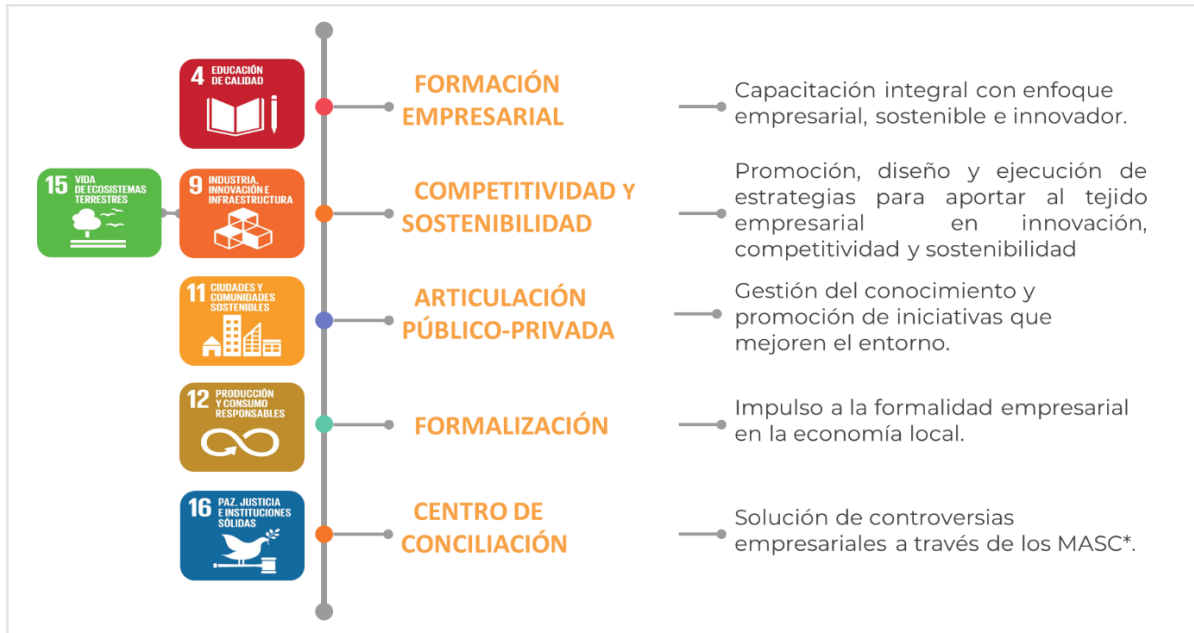 4 EDUCACIÓN
DE CALIDAD
FORMACIÓN
EMPRESARIAL
Capacitación integral con enfoque
empresarial, sostenible e innovador.
15 VIDA
DE ECOSISTEMAS
TERRESTRES
9 INDUSTRIA,
INNOVACIÓN E
INFRAESTRUCTURA
COMPETITIVIDAD Y
SOSTENIBILIDAD
Promoción, diseño y ejecución de
estrategias para aportar al tejido
empresarial en innovación,
competitividad y sostenibilidad
11 CIUDADES Y
COMUNIDADES
SOSTENIBLES
ARTICULACIÓN
PÚBLICO-PRIVADA
Gestión del conocimiento y
promoción de iniciativas que
mejoren el entorno.
12 PRODUCCIÓN
Y CONSUMO
RESPONSABLES
FORMALIZACIÓN
Impulso a la formalidad empresarial
en la economía local.
16 PAZ, JUSTICIA
E INSTITUCIONES
SÓLIDAS
CENTRO DE
CONCILIACIÓN
Solución de controversias
empresariales a través de los MASC*.